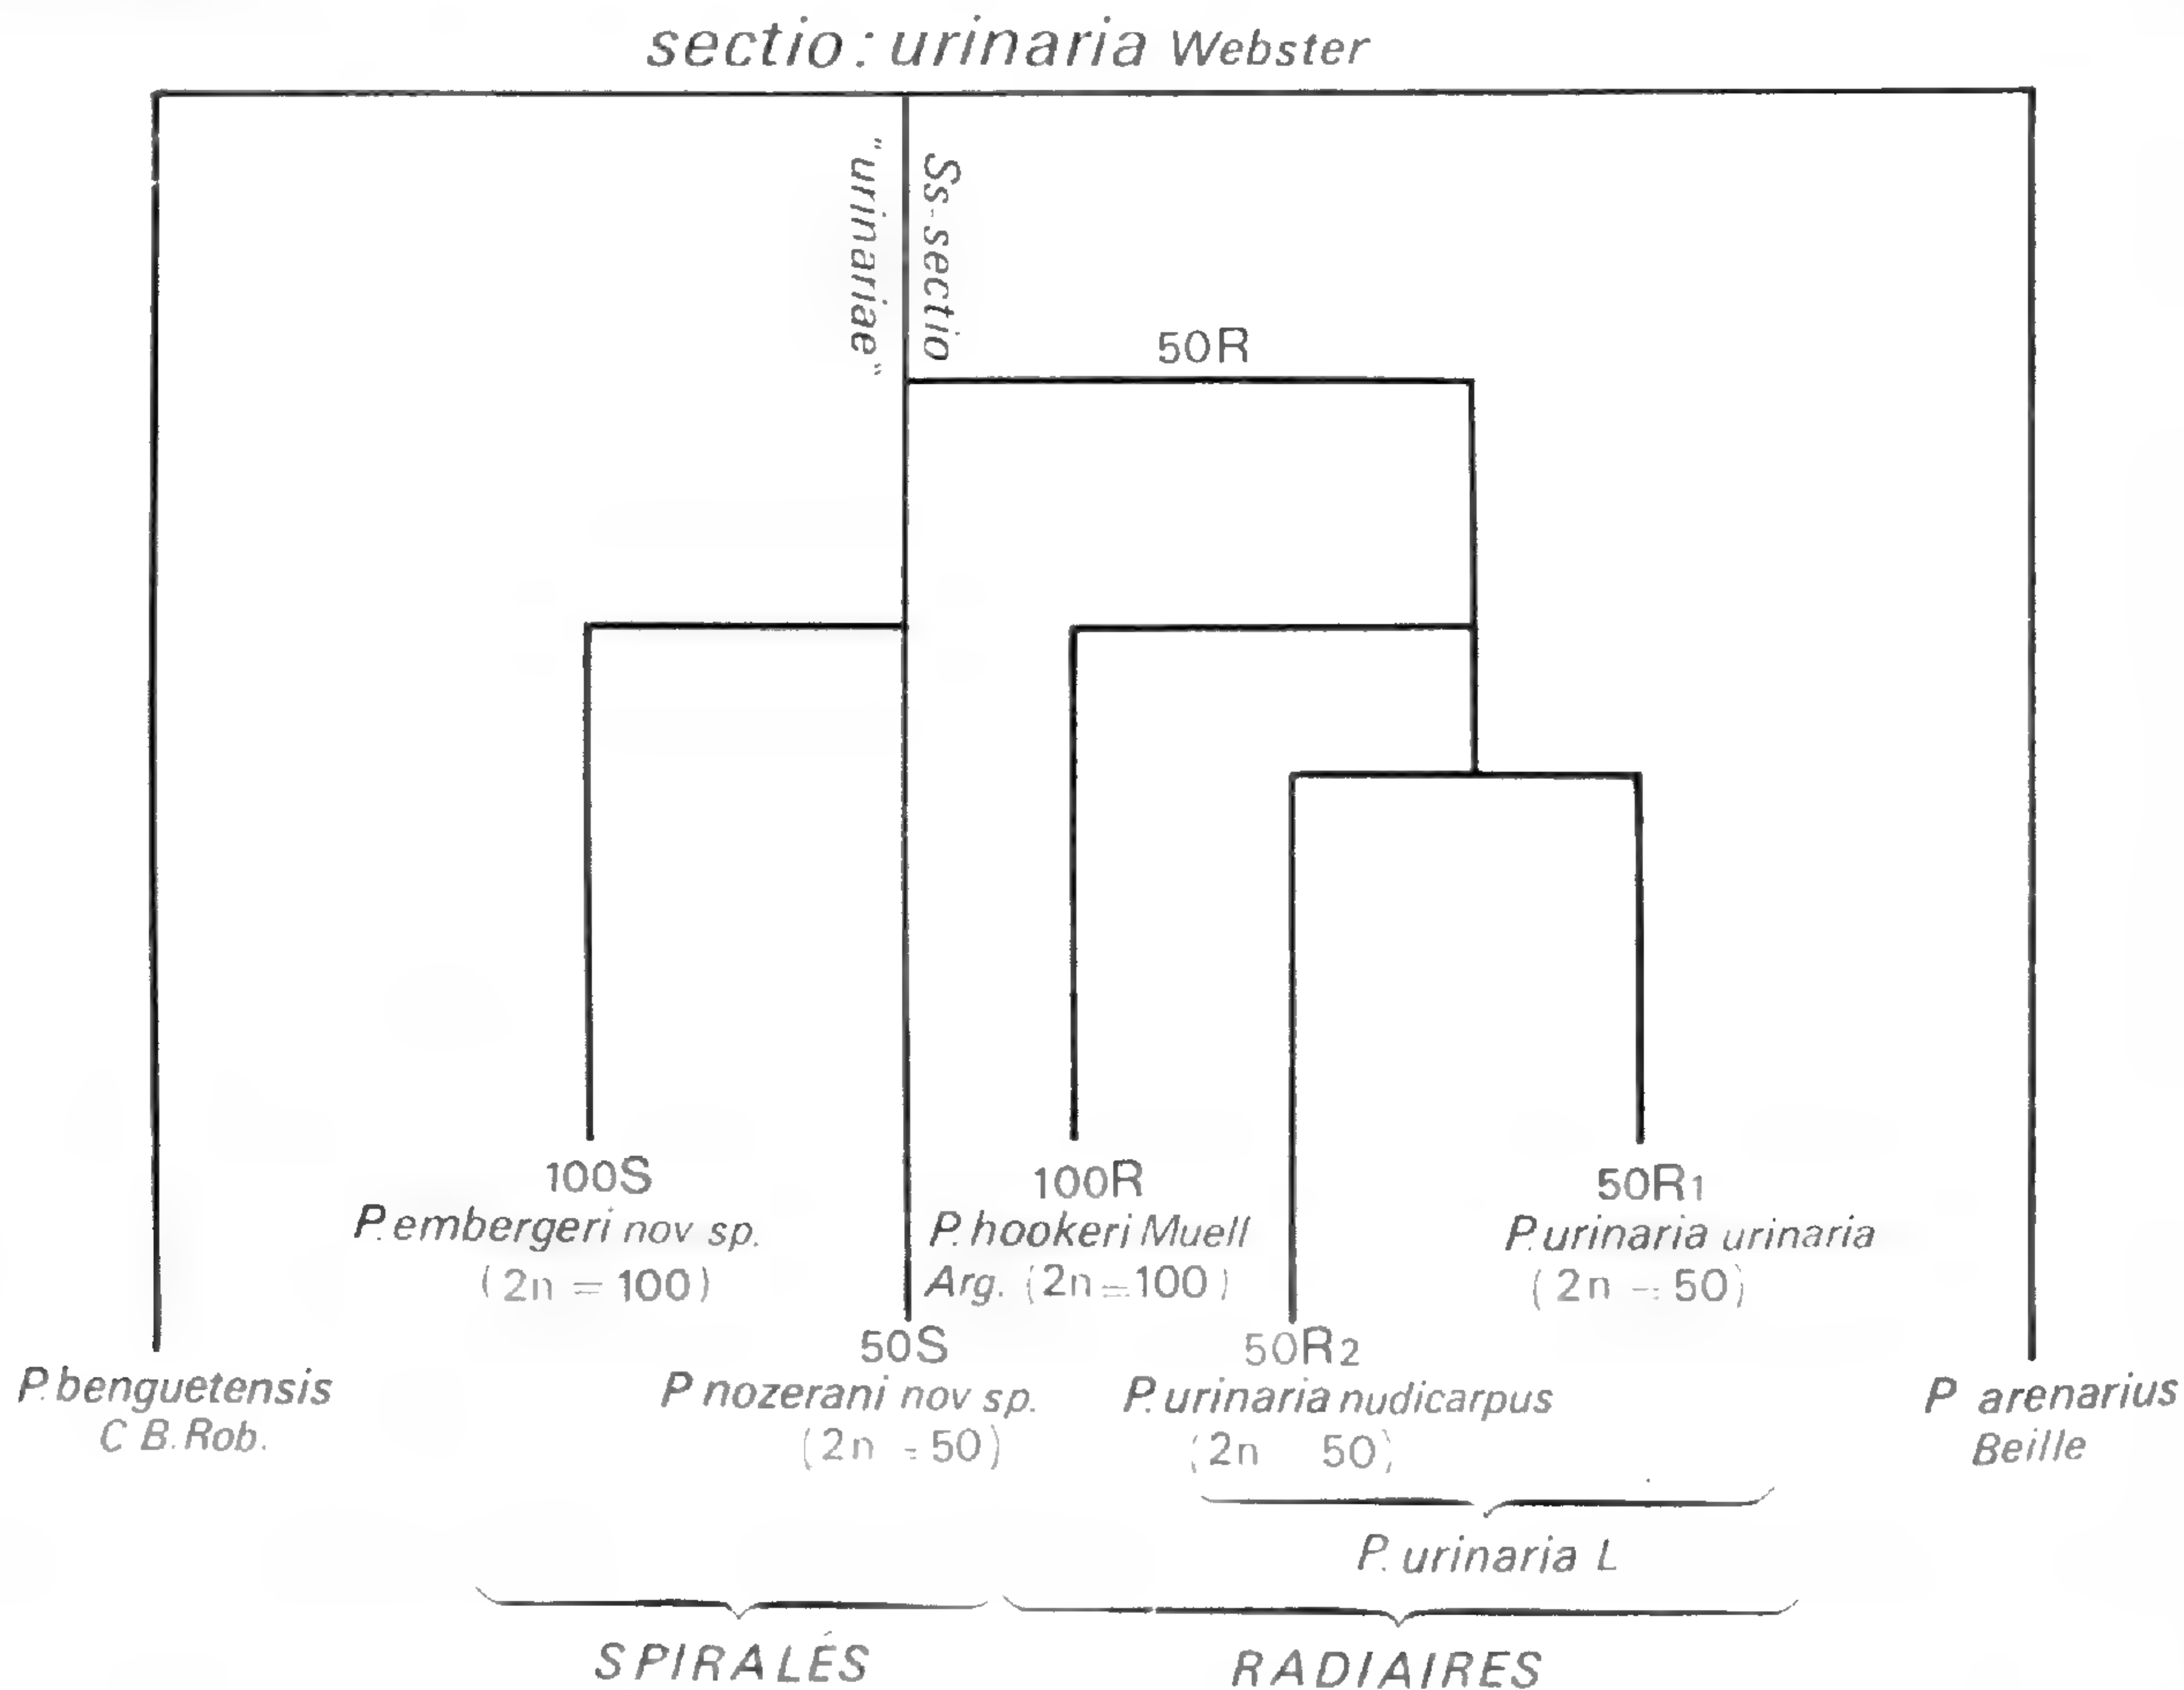 sectio: urinaria Webster
Ss-sectio
"urinariae"
50R
100S
P. embergeri nov sp.
(2n = 100)
100R
P. hookeri Muell
Arg. (2n = 100)
50R1
P. urinaria urinaria
(2n = 50)
50S
P nozerani nov sp.
(2n = 50)
50R2
P. urinaria nudicarpus
(2n 50)
P. benguetensis
C B. Rob.
P arenarius
Beille
P. urinaria L
SPIRALÉS
RADIAIRES